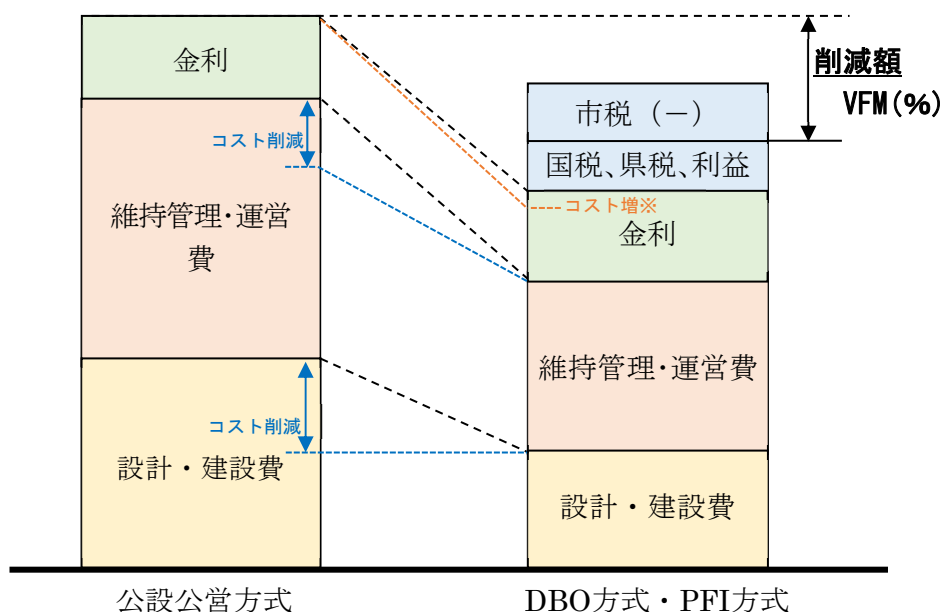 金利
コスト削減
維持管理・運営
費
コスト削減
設計・建設費
公設公営方式
削減額
VFM(%)
市税（－）
国税、県税、利益
コスト増※
金利
維持管理・運営費
設計・建設費
DBO方式・PFI方式